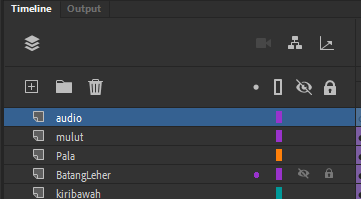 Timeline Output
audio
mulut
Pala
BatangLeher
kiribawah